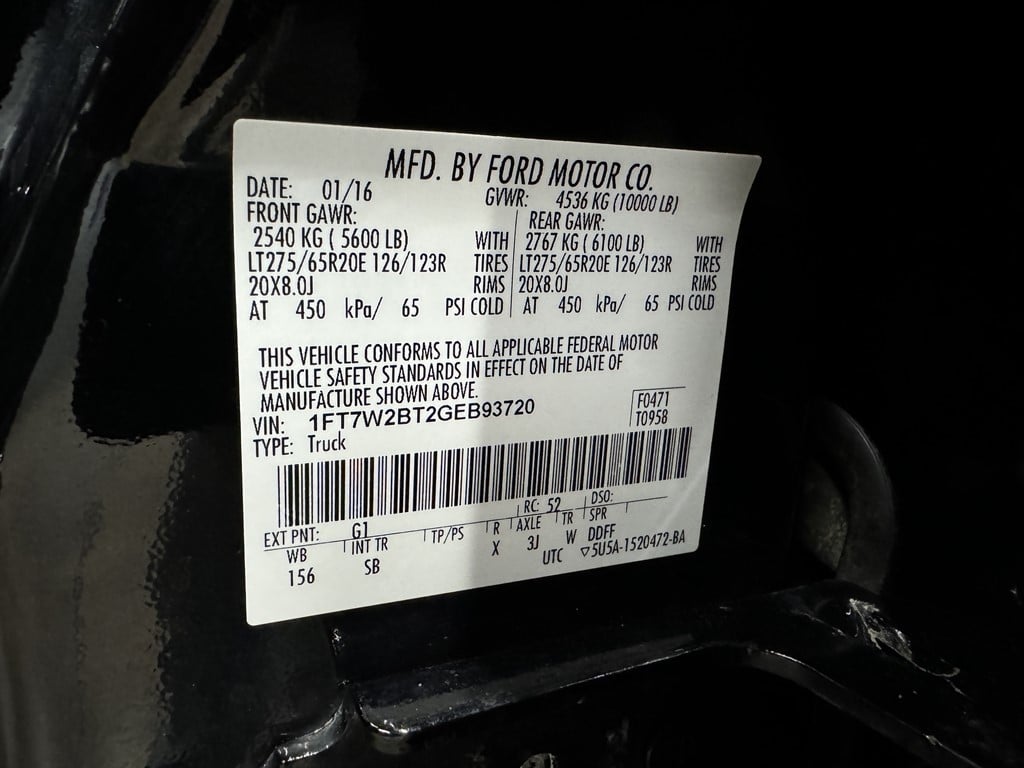 MFD. BY FORD MOTOR CO.
DATE: 01/16 GVWR: 4536 KG (10000 LB)
FRONT GAWR: REAR GAWR:
2540 KG ( 5600 LB) WITH 2767 KG ( 6100 LB) WITH
LT275/65R20E 126/123R TIRES LT275/65R20E 126/123R TIRES
20X8.0J RIMS 20X8.0J RIMS
AT 450 kPa/ 65 PSI COLD AT 450 kPa/ 65 PSI COLD
THIS VEHICLE CONFORMS TO ALL APPLICABLE FEDERAL MOTOR
VEHICLE SAFETY STANDARDS IN EFFECT ON THE DATE OF
MANUFACTURE SHOWN ABOVE.
VIN: 1FT7W2BT2GEB93720 F0471
TYPE: Truck T0958
EXT PNT: G1 RC: 52 DSO:
WB INT TR TP/PS R AXLE TR SPR
156 SB X 3J W DDFF
UTC ▽5U5A-1520472-BA